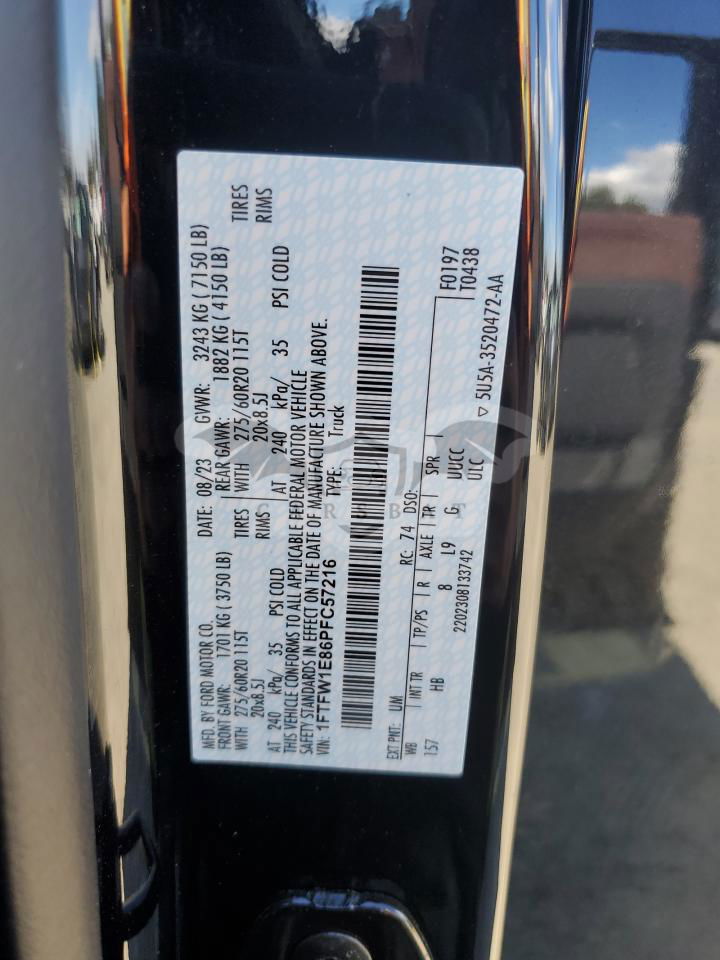 MFD. BY FORD MOTOR CO.
DATE: 08/23 GVWR: 3243 KG ( 7150 LB)
FRONT GAWR: 1701 KG ( 3750 LB) REAR GAWR: 1882 KG ( 4150 LB)
WITH 275/60R20 115T TIRES WITH 275/60R20 115T TIRES
20x8.5J RIMS 20x8.5J RIMS
AT 240 kPa/ 35 PSI COLD AT 240 kPa/ 35 PSI COLD
THIS VEHICLE CONFORMS TO ALL APPLICABLE FEDERAL MOTOR VEHICLE
SAFETY STANDARDS IN EFFECT ON THE DATE OF MANUFACTURE SHOWN ABOVE.
VIN: 1FTFW1E86PFC57216 TYPE: Truck
EXT PNT: UM RC: 74 DSO: F0197
WB INT TR TP/PS R AXLE TR SPR T0438
157 HB 8 L9 G UUCC
2202308133742 ULC ▽ 5U5A-3520472-AA